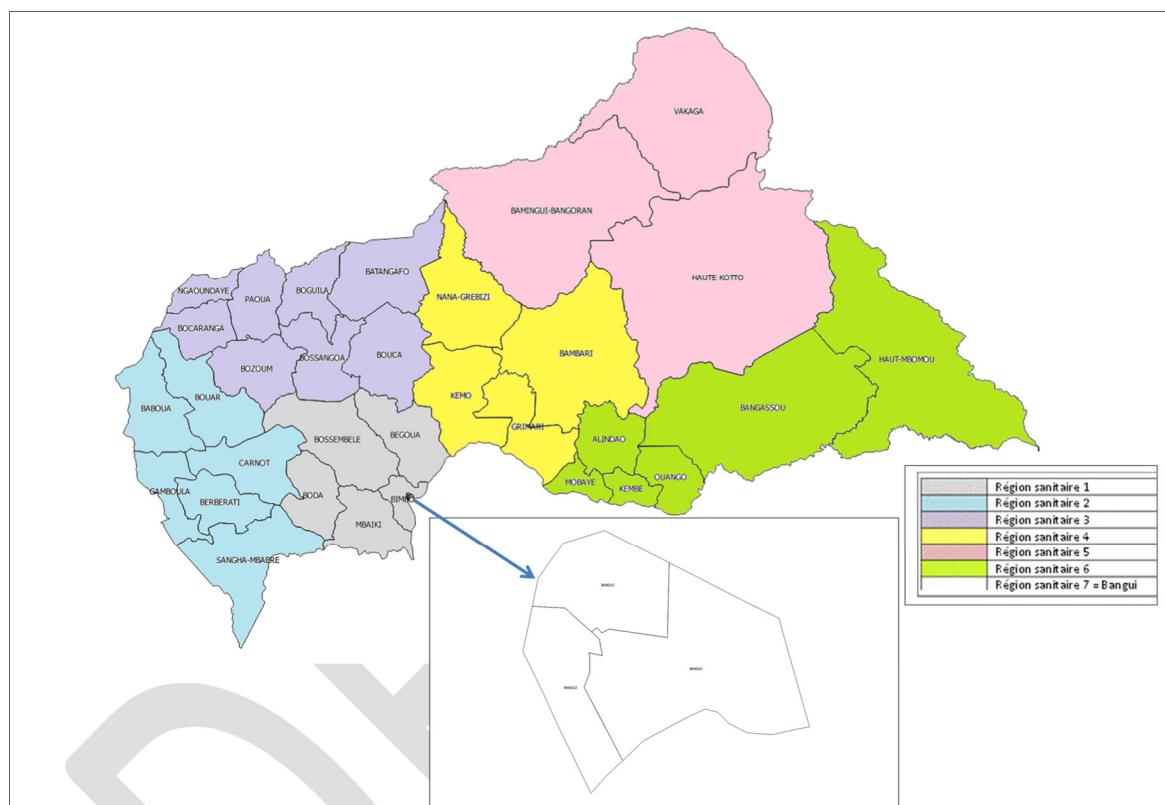 VAKAGA
BAMINGUI-BANGORAN
HAUTE KOTTO
BATANGAFO
NGAOUNDAYE
BOGUILA
PAOUA
NANA-GREBIZI
BOCARANGA
BOSSANGOA
BOUCA
BAMBARI
HAUT-MBOMOU
BOZOUM
BOUAR
KEMO
BABOUA
BANGASSOU
GRIMARI
BOSSEMBELE
BEGOUA
ALINDAO
CARNOT
OUANGO
MOBAYE
KEMBE
GAMBOULA
BERBERATI
BODA
BIMBO
MBAIKI
SANGHA-MBAERE
Région sanitaire 1
Région sanitaire 2
Région sanitaire 3
Région sanitaire 4
Région sanitaire 5
Région sanitaire 6
Région sanitaire 7 = Bangui